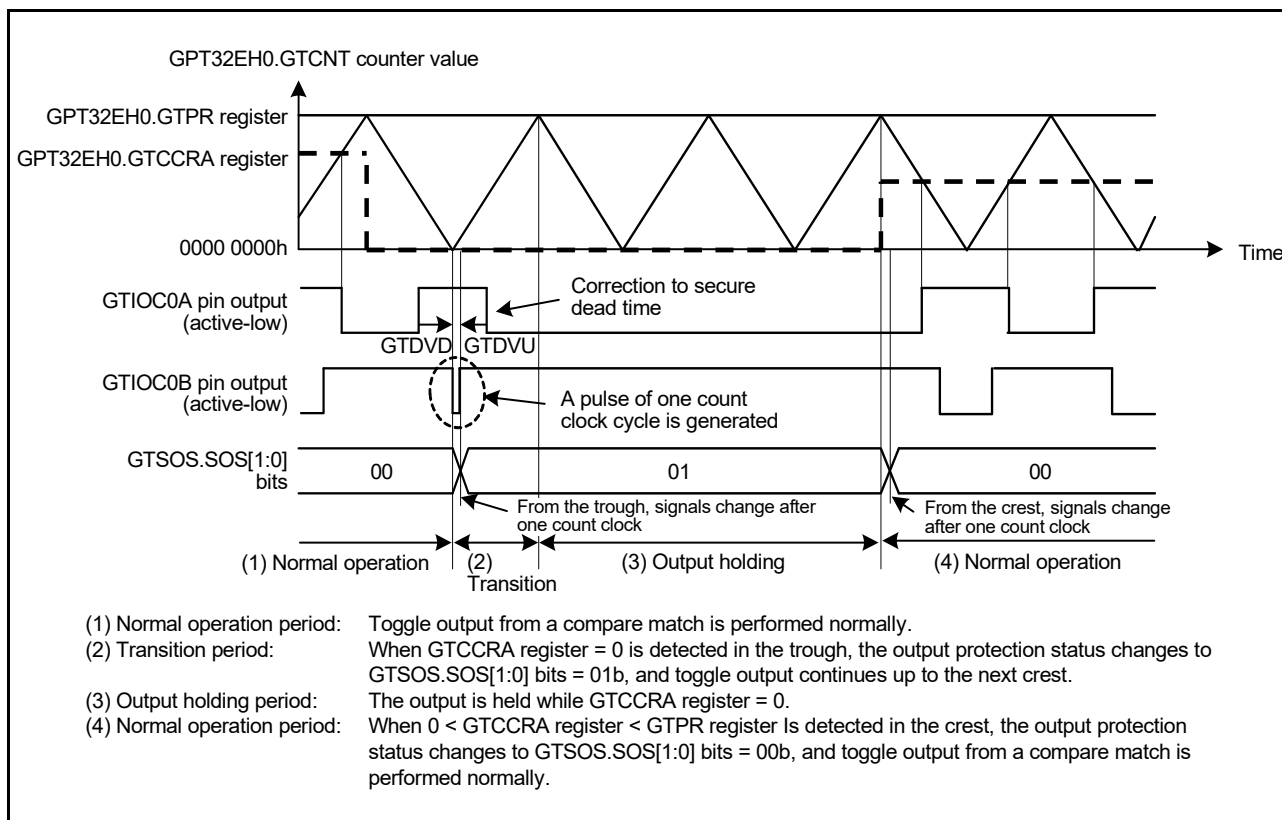 GPT32EH0.GTCNT counter value
GPT32EH0.GTPR register
GPT32EH0.GTCCRA register
0000 0000h
Time
GTIOC0A pin output
(active-low)
Correction to secure
dead time
GTDVD
GTDVU
GTIOC0B pin output
(active-low)
A pulse of one count
clock cycle is generated
GTSOS.SOS[1:0]
bits
00
01
00
From the trough, signals change after
one count clock
From the crest, signals change
after one count clock
(1) Normal operation
(2)
Transition
(3) Output holding
(4) Normal operation
(1) Normal operation period: Toggle output from a compare match is performed normally.
(2) Transition period: When GTCCRA register = 0 is detected in the trough, the output protection status changes to
GTSOS.SOS[1:0] bits = 01b, and toggle output continues up to the next crest.
(3) Output holding period: The output is held while GTCCRA register = 0.
(4) Normal operation period: When 0 < GTCCRA register < GTPR register Is detected in the crest, the output protection
status changes to GTSOS.SOS[1:0] bits = 00b, and toggle output from a compare match is
performed normally.